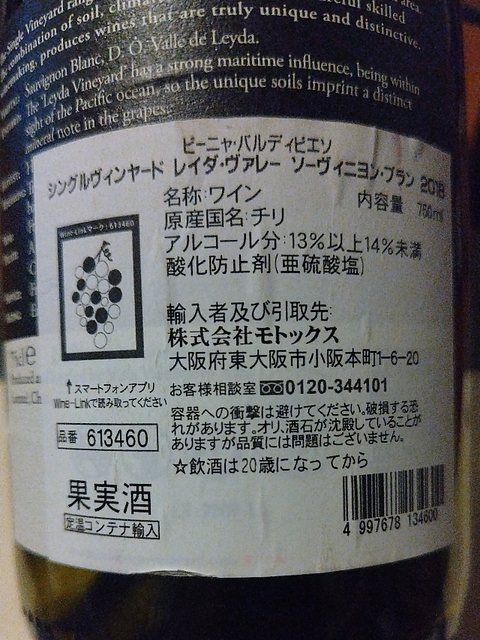 Single Vineyard rang
skilled
combination of soil, clim
making, produces wines that are truly unique and distinctive.
Sauvignon Blanc, D. O. Valle de Leyda.
The 'Leyda Vineyard' has a strong maritime influence, being within
sight of the Pacific ocean, so the unique soils imprint a distinct
mineral note in the grapes.
ビーニャ・バルディビエソ
シングルヴィンヤード レイダ・ヴァレー ソーヴィニヨン・ブラン 2018
名称:ワイン 内容量 750ml
原産国名:チリ
アルコール分:13%以上14%未満
酸化防止剤(亜硫酸塩)
Wine-Linkマーク:613460
輸入者及び引取先:
株式会社モトックス
大阪府東大阪市小阪本町1-6-20
75cl e
↑スマートフォンアプリ
Wine-Linkで読み取ってください
お客様相談室 0120-344101
容器への衝撃は避けてください。破損する恐
れがあります。オリ、酒石が沈殿していることが
ありますが品質には問題はございません。
品番 613460
☆飲酒は20歳になってから
果実酒
定温コンテナ輸入
4 997678 134600